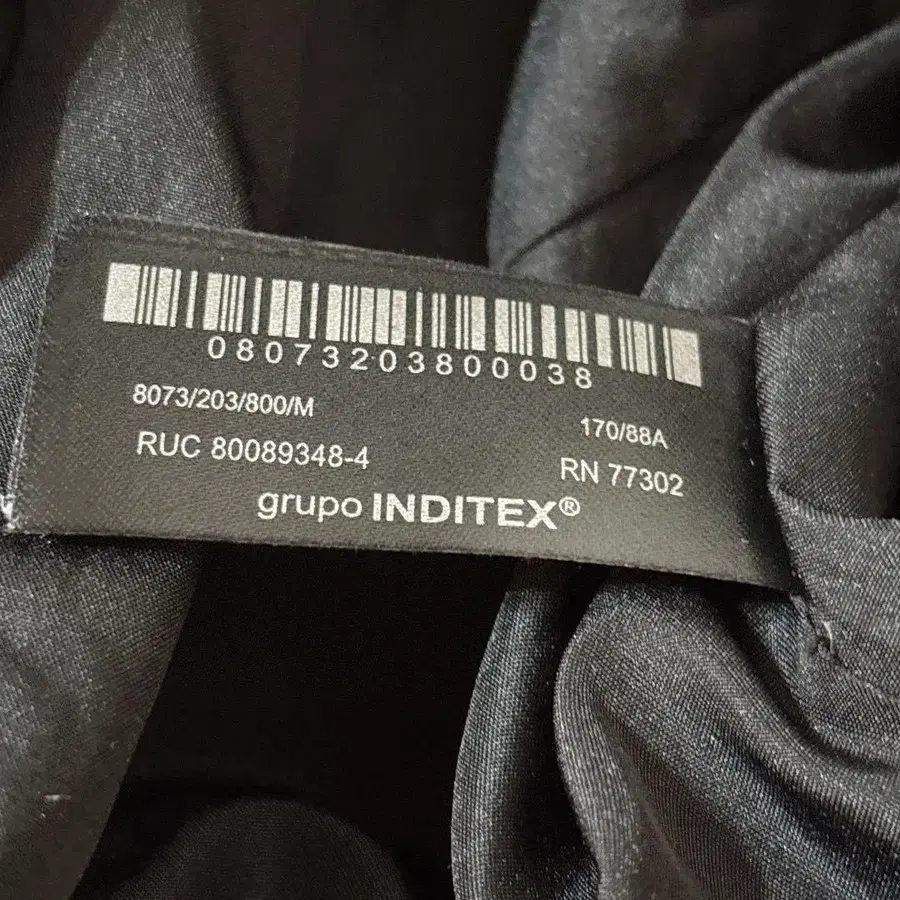 08073203800038
8073/203/800/M
170/88A
RUC 80089348-4
RN 77302
grupo INDITEX®